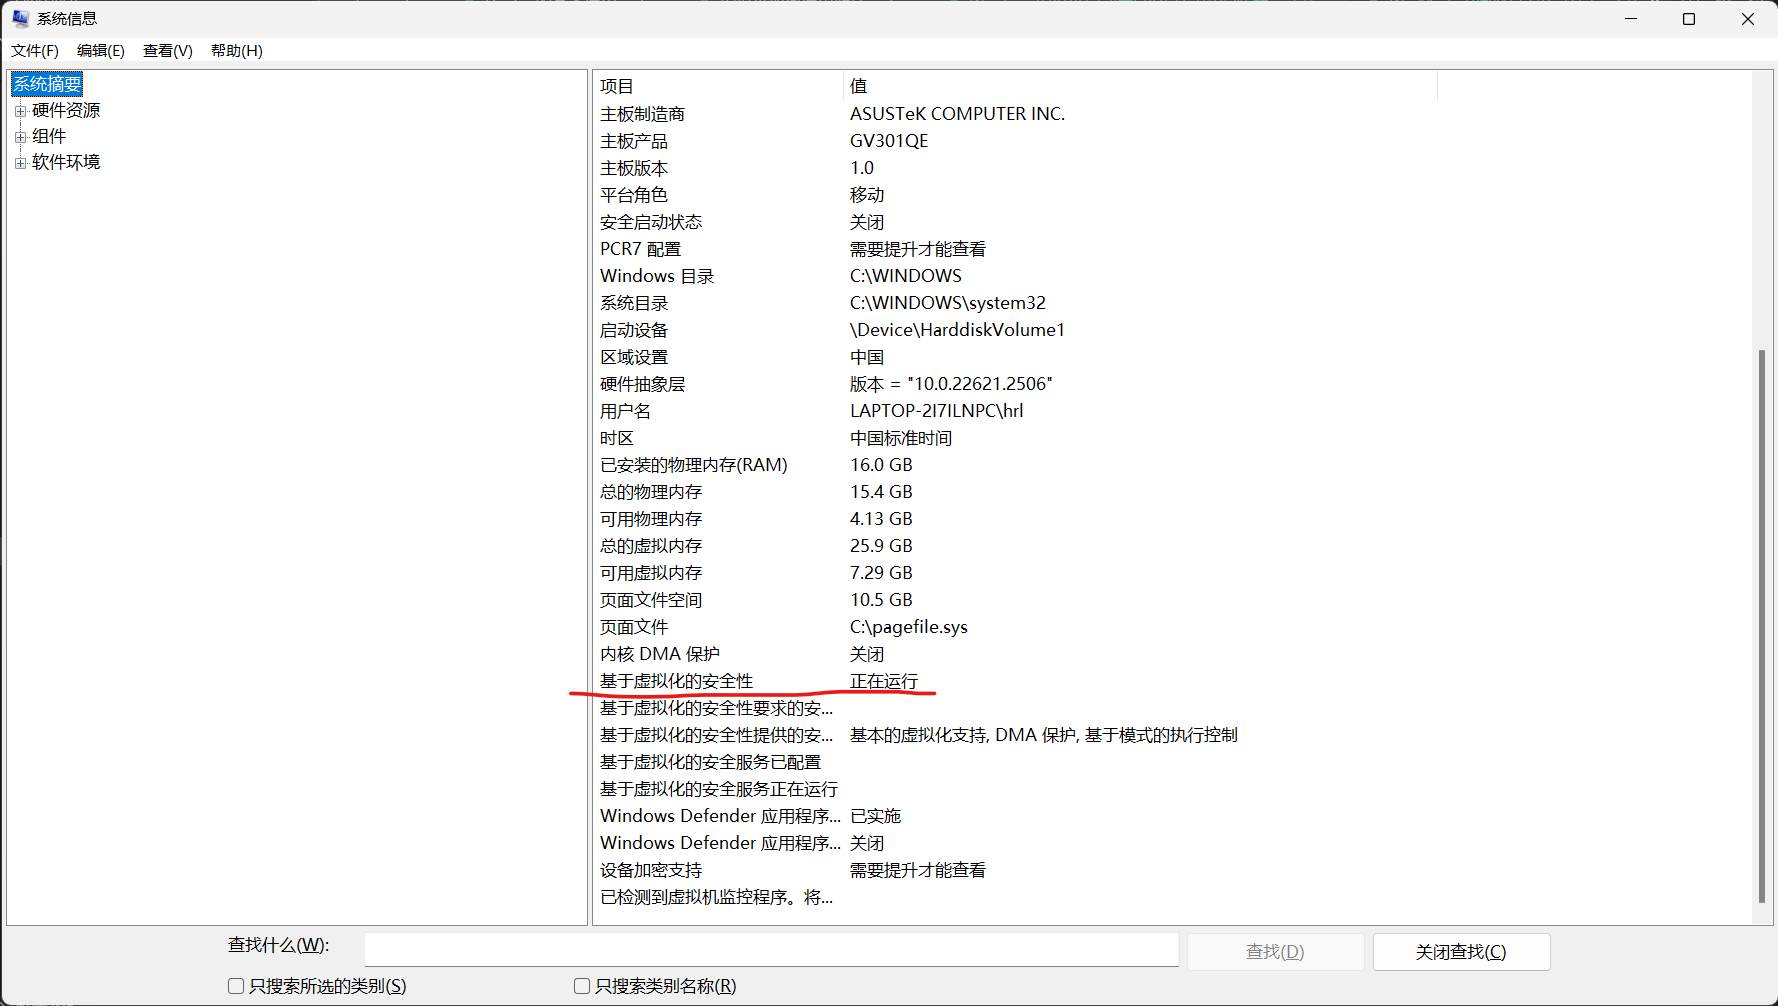 系统信息
文件(F) 编辑(E) 查看(V) 帮助(H)
系统摘要
硬件资源
组件
软件环境
项目 值
主板制造商 ASUSTeK COMPUTER INC.
主板产品 GV301QE
主板版本 1.0
平台角色 移动
安全启动状态 关闭
PCR7 配置 需要提升才能查看
Windows 目录 C:\WINDOWS
系统目录 C:\WINDOWS\system32
启动设备 \Device\HarddiskVolume1
区域设置 中国
硬件抽象层 版本 = "10.0.22621.2506"
用户名 LAPTOP-2I7ILNPC\hrl
时区 中国标准时间
已安装的物理内存(RAM) 16.0 GB
总的物理内存 15.4 GB
可用物理内存 4.13 GB
总的虚拟内存 25.9 GB
可用虚拟内存 7.29 GB
页面文件空间 10.5 GB
页面文件 C:\pagefile.sys
内核 DMA 保护 关闭
基于虚拟化的安全性 正在运行
基于虚拟化的安全性要求的安...
基于虚拟化的安全性提供的安... 基本的虚拟化支持, DMA 保护, 基于模式的执行控制
基于虚拟化的安全服务已配置
基于虚拟化的安全服务正在运行
Windows Defender 应用程序... 已实施
Windows Defender 应用程序... 关闭
设备加密支持 需要提升才能查看
已检测到虚拟机监控程序。将...
查找什么(W): 查找(D) 关闭查找(C)
只搜索所选的类别(S) 只搜索类别名称(R)